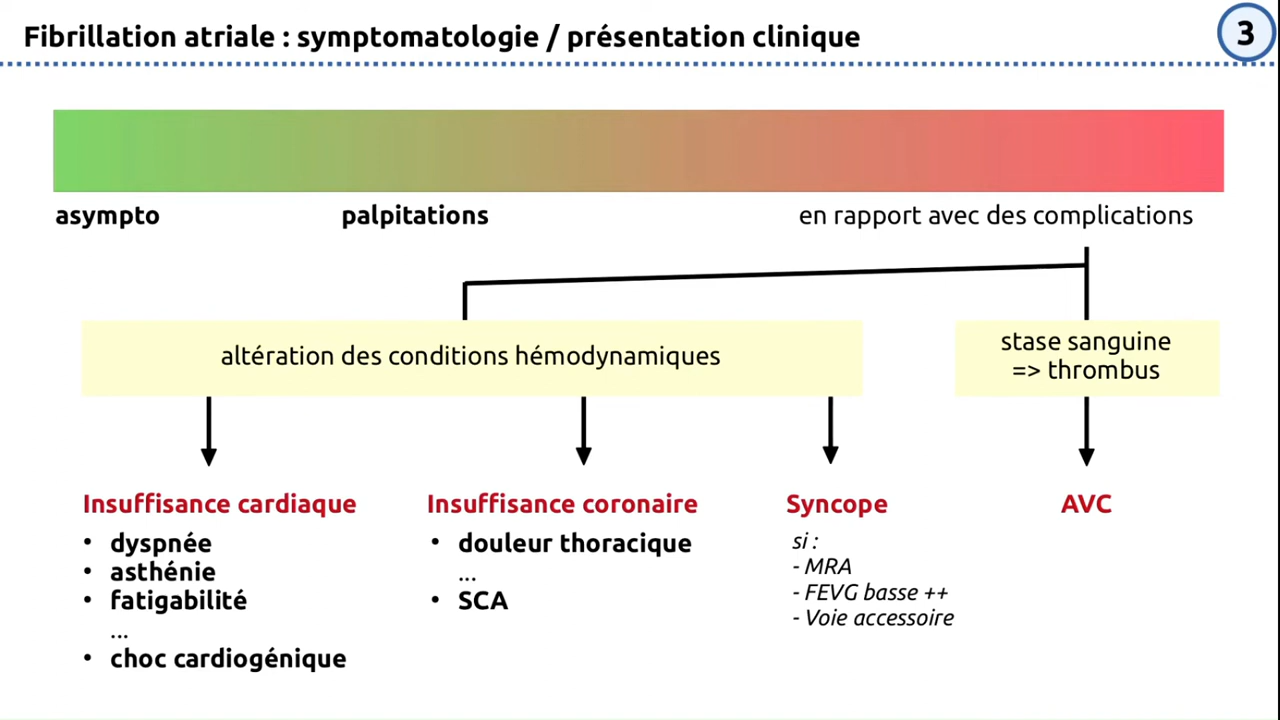 Fibrillation atriale : symptomatologie / présentation clinique
3
asympto
palpitations
en rapport avec des complications
altération des conditions hémodynamiques
stase sanguine
=> thrombus
Insuffisance cardiaque
• dyspnée
• asthénie
• fatigabilité
...
• choc cardiogénique
Insuffisance coronaire
• douleur thoracique
...
• SCA
Syncope
si :
- MRA
- FEVG basse ++
- Voie accessoire
AVC